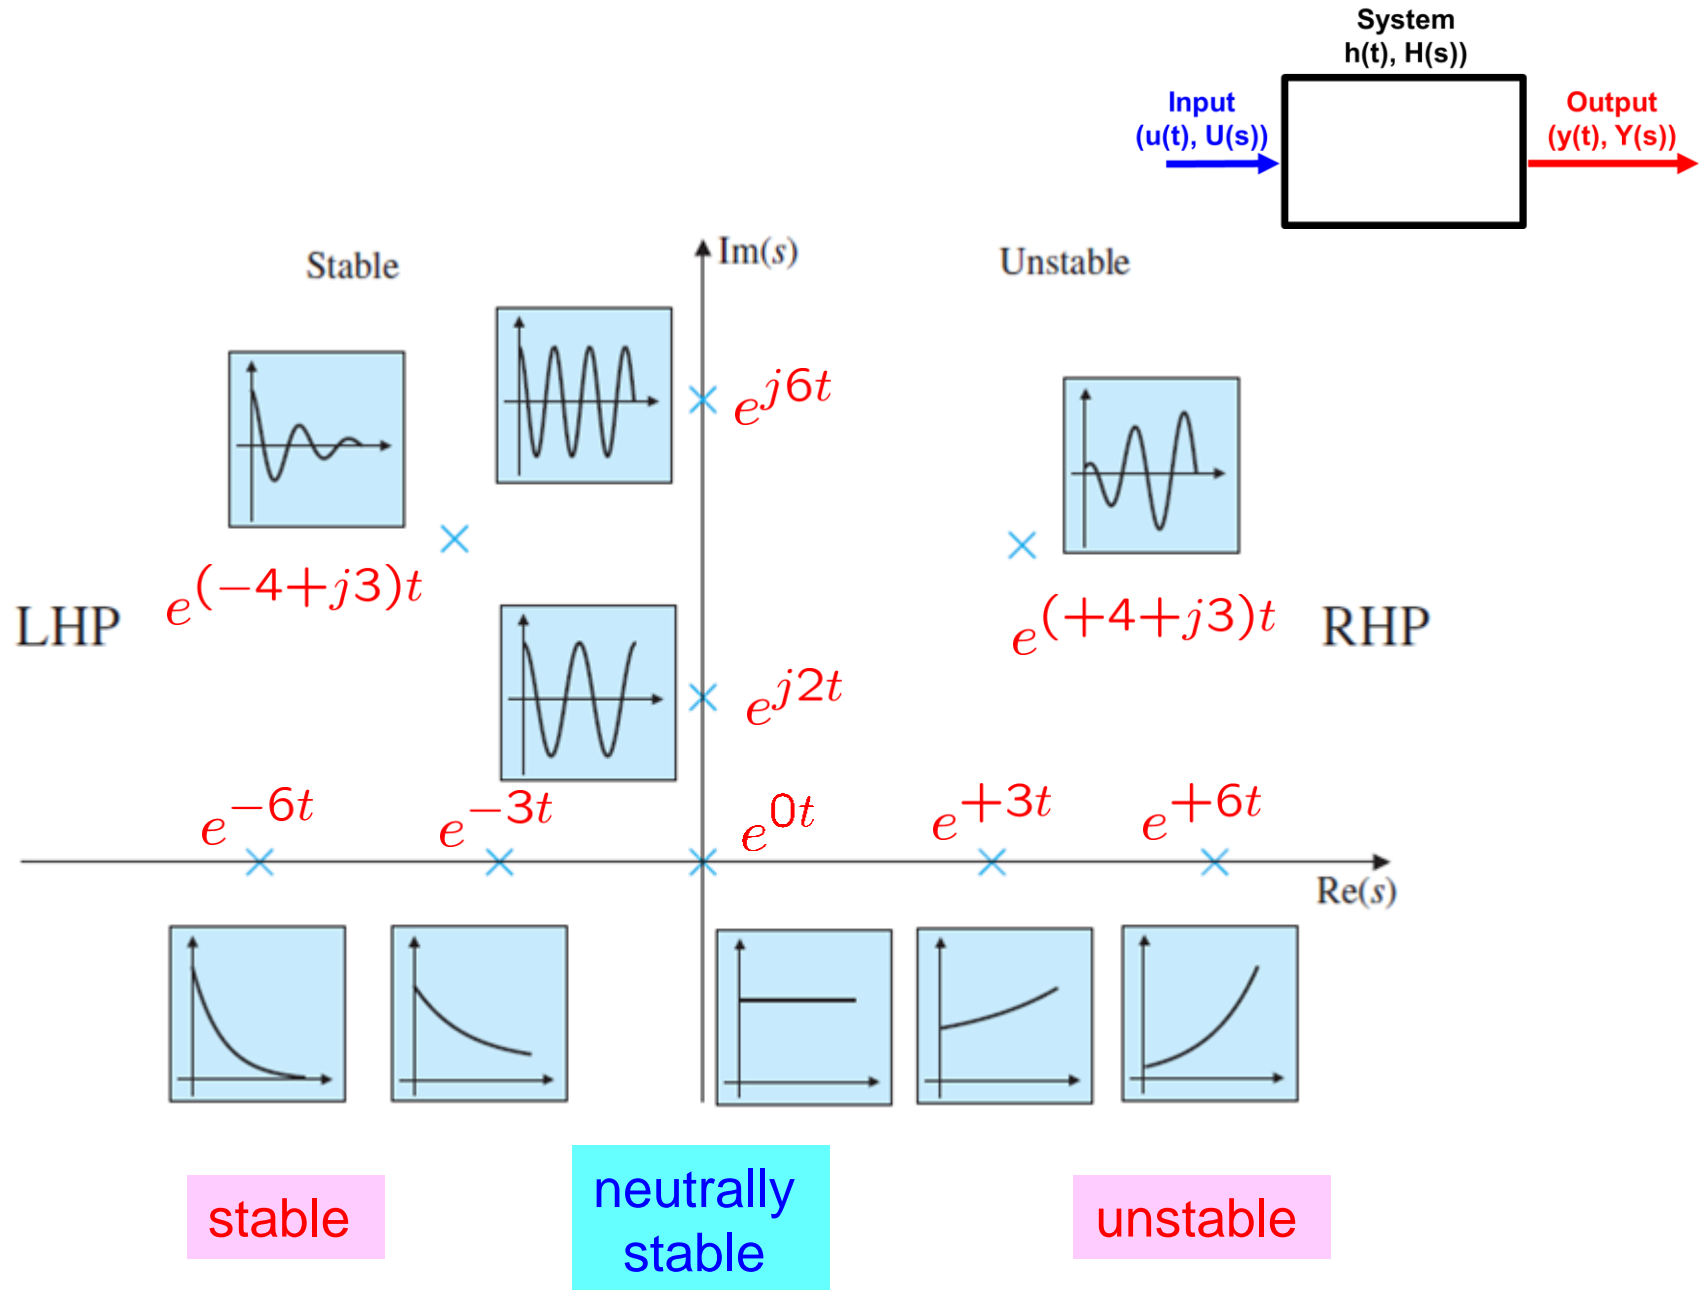 System
h(t), H(s))
Input
(u(t), U(s))
Output
(y(t), Y(s))
Stable
Im(s)
Unstable
e^{j6t}
e^{(-4+j3)t}
e^{(+4+j3)t}
LHP
RHP
e^{j2t}
e^{-6t}
e^{-3t}
e^{0t}
e^{+3t}
e^{+6t}
Re(s)
stable
neutrally
stable
unstable